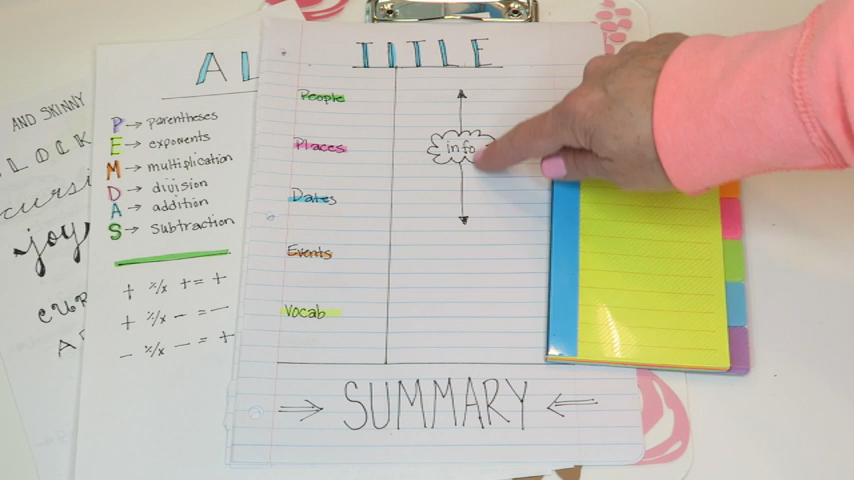 AND SKINNY
LOCK
cursi
joy
AL
P → parentheses
E → exponents
M → multiplication
D → division
A → addition
S → Subtraction
+ %/x + = +
+ %/x - = -
- %/x - = +
TITLE
People
Places
Dates
Events
Vocab
info
⇒ SUMMARY ⇐